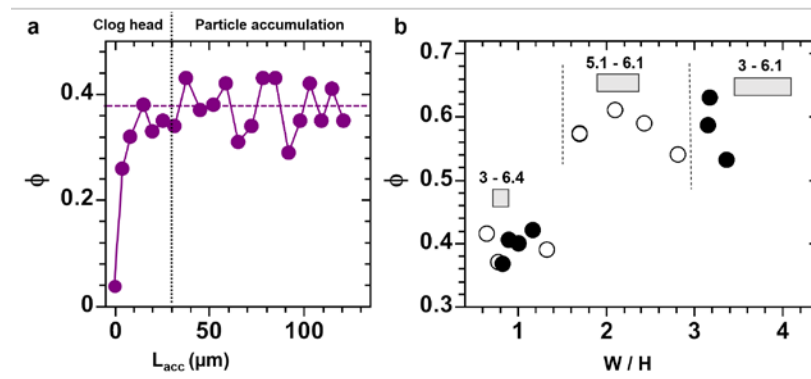 a
Clog head
Particle accumulation
ϕ
0.4
0.2
0
0
50
100
L_acc (µm)
b
0.7
0.6
0.5
0.4
0.3
ϕ
5.1 - 6.1
3 - 6.1
3 - 6.4
1
2
3
4
W / H